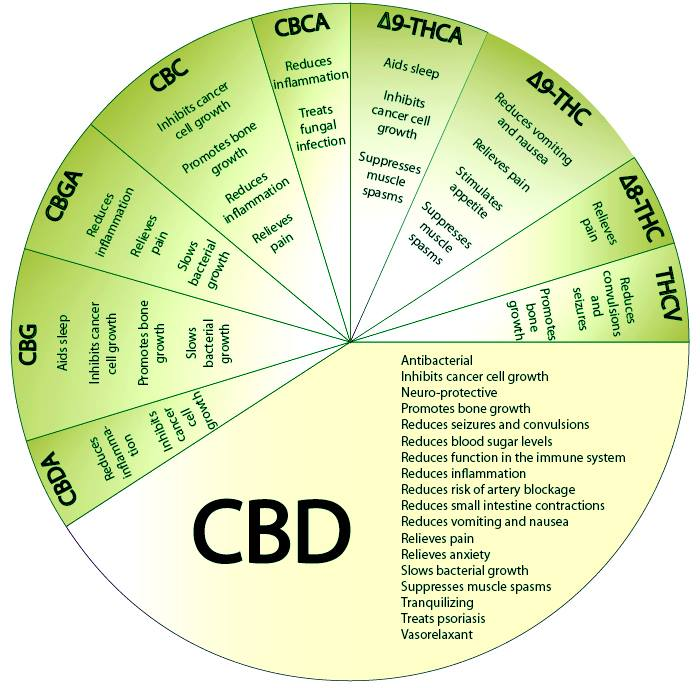 CBCA
Reduces
inflammation
Treats
fungal
infection
Δ9-THCA
Aids sleep
Inhibits
cancer cell
growth
Suppresses
muscle
spasms
Δ9-THC
Reduces vomiting
and nausea
Relieves pain
Stimulates
appetite
Suppresses
muscle
spasms
Δ8-THC
Relieves
pain
THCV
Reduces
convulsions
and
seizures
Promotes
bone
growth
CBC
Inhibits cancer
cell growth
Promotes bone
growth
Reduces
inflammation
Relieves
pain
CBGA
Reduces
inflammation
Relieves
pain
Slows
bacterial
growth
CBG
Aids sleep
Inhibits cancer
cell growth
Promotes bone
growth
Slows
bacterial
growth
CBDA
Reduces
inflamma-
tion
Inhibits
cancer
cell
growth
CBD
Antibacterial
Inhibits cancer cell growth
Neuro-protective
Promotes bone growth
Reduces seizures and convulsions
Reduces blood sugar levels
Reduces function in the immune system
Reduces inflammation
Reduces risk of artery blockage
Reduces small intestine contractions
Reduces vomiting and nausea
Relieves pain
Relieves anxiety
Slows bacterial growth
Suppresses muscle spasms
Tranquilizing
Treats psoriasis
Vasorelaxant